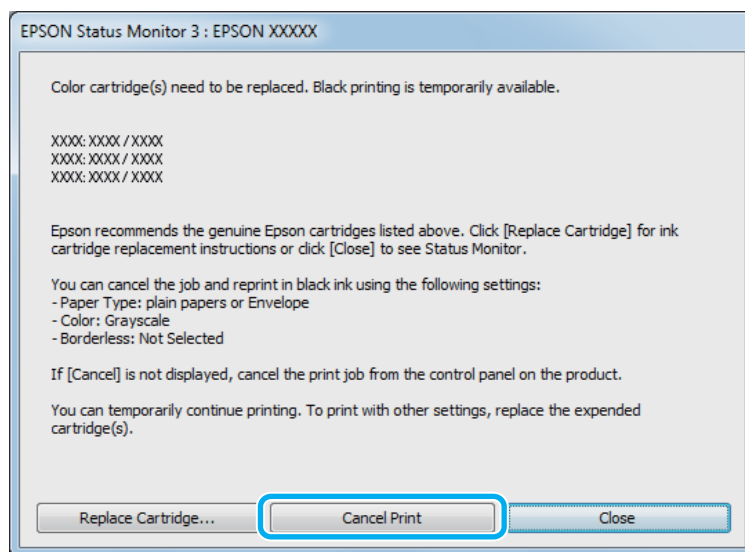 EPSON Status Monitor 3 : EPSON XXXXX
Color cartridge(s) need to be replaced. Black printing is temporarily available.
XXXX: XXXX / XXXX
XXXX: XXXX / XXXX
XXXX: XXXX / XXXX
Epson recommends the genuine Epson cartridges listed above. Click [Replace Cartridge] for ink
cartridge replacement instructions or click [Close] to see Status Monitor.
You can cancel the job and reprint in black ink using the following settings:
- Paper Type: plain papers or Envelope
- Color: Grayscale
- Borderless: Not Selected
If [Cancel] is not displayed, cancel the print job from the control panel on the product.
You can temporarily continue printing. To print with other settings, replace the expended
cartridge(s).
Replace Cartridge... Cancel Print Close